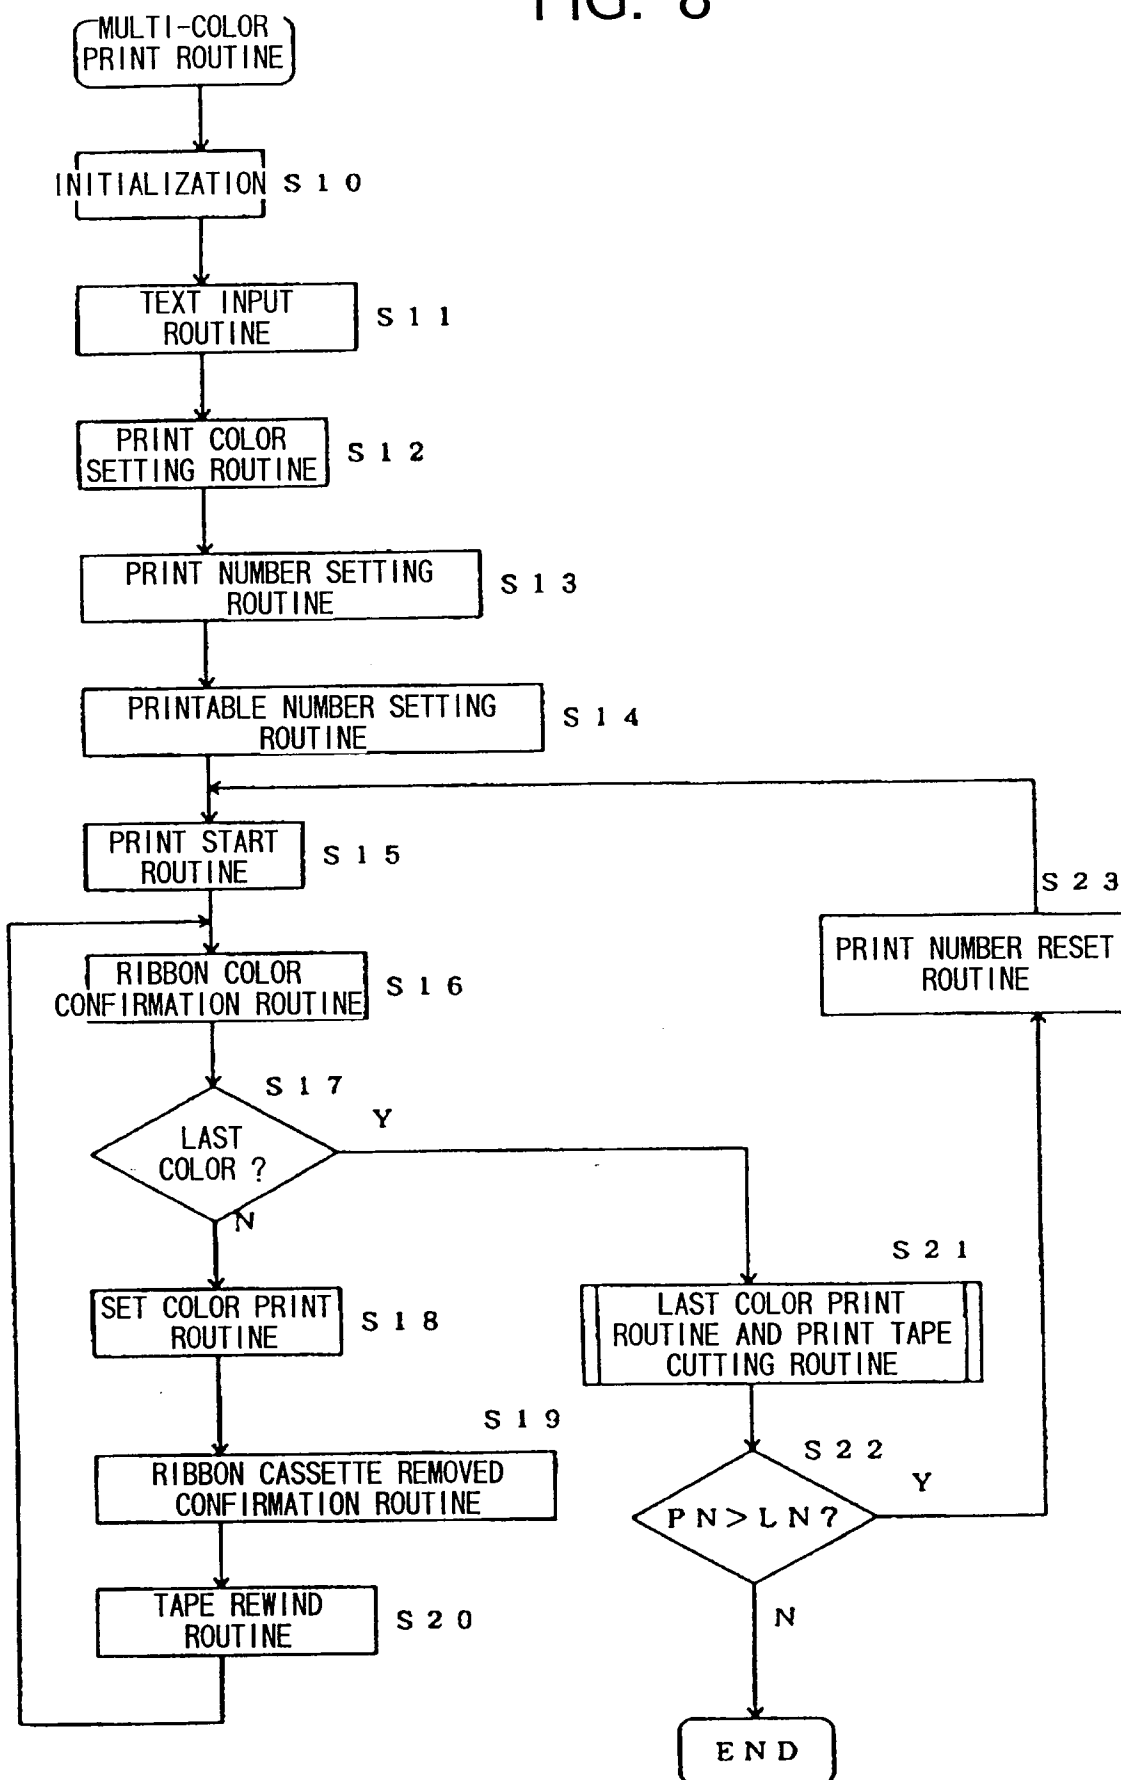 FIG. 8
MULTI-COLOR
PRINT ROUTINE
INITIALIZATION S10
TEXT INPUT
ROUTINE
S11
PRINT COLOR
SETTING ROUTINE
S12
PRINT NUMBER SETTING
ROUTINE
S13
PRINTABLE NUMBER SETTING
ROUTINE
S14
PRINT START
ROUTINE
S15
RIBBON COLOR
CONFIRMATION ROUTINE
S16
S17
LAST
COLOR ?
Y
N
SET COLOR PRINT
ROUTINE
S18
S19
RIBBON CASSETTE REMOVED
CONFIRMATION ROUTINE
TAPE REWIND
ROUTINE
S20
S21
LAST COLOR PRINT
ROUTINE AND PRINT TAPE
CUTTING ROUTINE
S22
PN>LN?
Y
N
S23
PRINT NUMBER RESET
ROUTINE
END